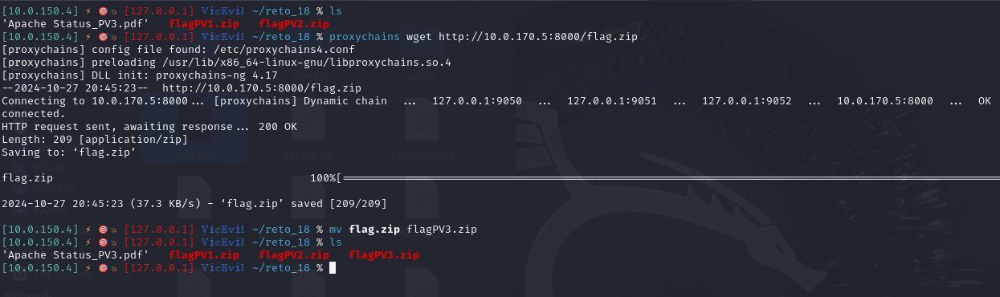 [10.0.150.4] ⚡ 🎯💥 [127.0.0.1] 𝕍𝕚𝕔𝔼𝕧𝕚𝕝 ~/reto_18 % ls
'Apache Status_PV3.pdf' flagPV1.zip flagPV2.zip
[10.0.150.4] ⚡ 🎯💥 [127.0.0.1] 𝕍𝕚𝕔𝔼𝕧𝕚𝕝 ~/reto_18 % proxychains wget http://10.0.170.5:8000/flag.zip
[proxychains] config file found: /etc/proxychains4.conf
[proxychains] preloading /usr/lib/x86_64-linux-gnu/libproxychains.so.4
[proxychains] DLL init: proxychains-ng 4.17
--2024-10-27 20:45:23-- http://10.0.170.5:8000/flag.zip
Connecting to 10.0.170.5:8000... [proxychains] Dynamic chain ... 127.0.0.1:9050 ... 127.0.0.1:9051 ... 127.0.0.1:9052 ... 10.0.170.5:8000 ... OK
connected.
HTTP request sent, awaiting response... 200 OK
Length: 209 [application/zip]
Saving to: ‘flag.zip’
flag.zip 100%[==========================================================================
2024-10-27 20:45:23 (37.3 KB/s) - ‘flag.zip’ saved [209/209]
[10.0.150.4] ⚡ 🎯💥 [127.0.0.1] 𝕍𝕚𝕔𝔼𝕧𝕚𝕝 ~/reto_18 % mv flag.zip flagPV3.zip
[10.0.150.4] ⚡ 🎯💥 [127.0.0.1] 𝕍𝕚𝕔𝔼𝕧𝕚𝕝 ~/reto_18 % ls
'Apache Status_PV3.pdf' flagPV1.zip flagPV2.zip flagPV3.zip
[10.0.150.4] ⚡ 🎯💥 [127.0.0.1] 𝕍𝕚𝕔𝔼𝕧𝕚𝕝 ~/reto_18 %